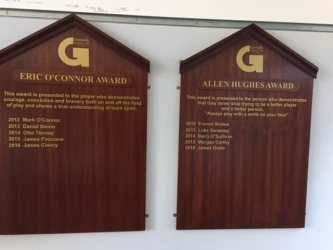 G
ERIC O'CONNOR AWARD
This award is presented to the player who demonstrates
courage, conviction and bravery both on and off the field
of play and shows a true understanding of team spirit.
2012 Mark O'Connor
2013 Daniel Sheim
2014 Otis Tierney
2015 James Finucane
2016 James Clancy
G
ALLEN HUGHES AWARD
This award is presented to the person who demonstrates
that they never stop trying to be a better player
and a better person.
"Always play with a smile on your face"
2012 Emmet Stokes
2013 Luke Sweeney
2014 Barry O'Sullivan
2015 Morgan Carthy
2016 James Doyle